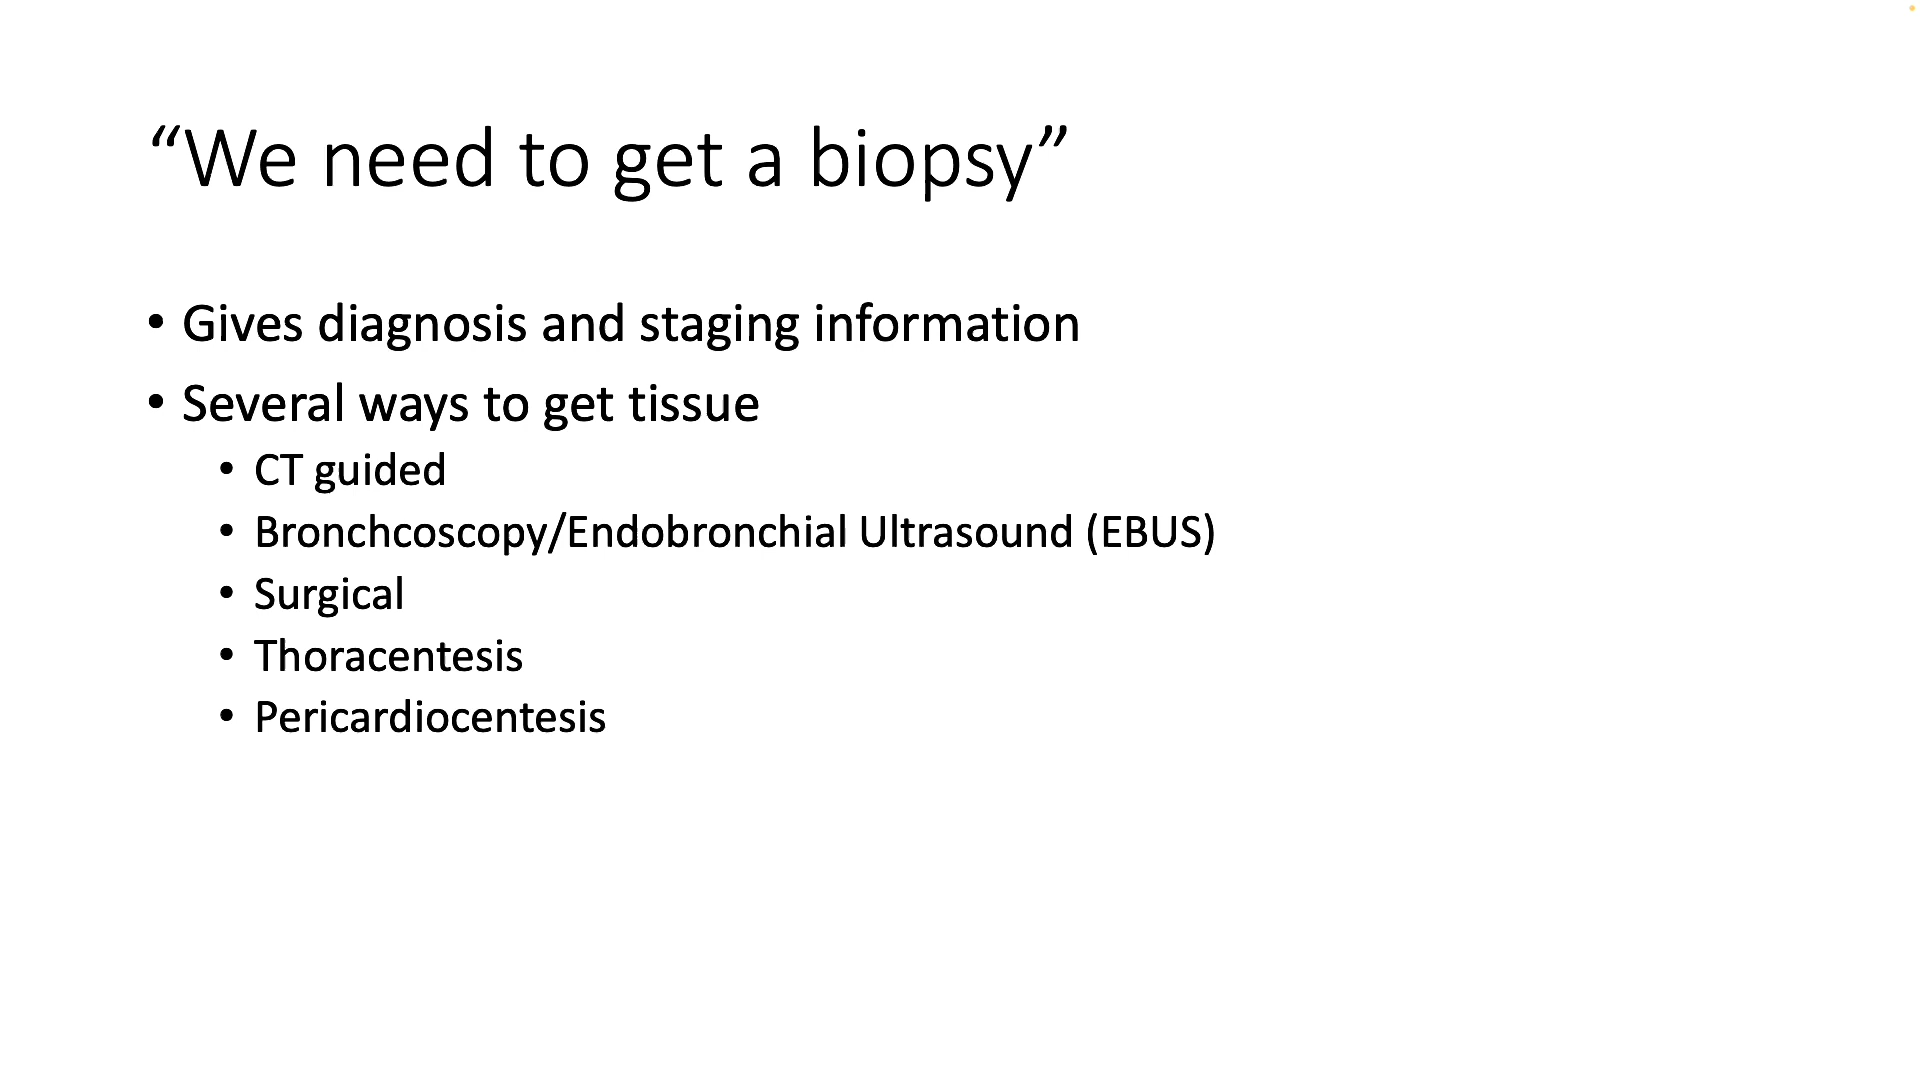 “We need to get a biopsy”
• Gives diagnosis and staging information
• Several ways to get tissue
• CT guided
• Bronchcoscopy/Endobronchial Ultrasound (EBUS)
• Surgical
• Thoracentesis
• Pericardiocentesis